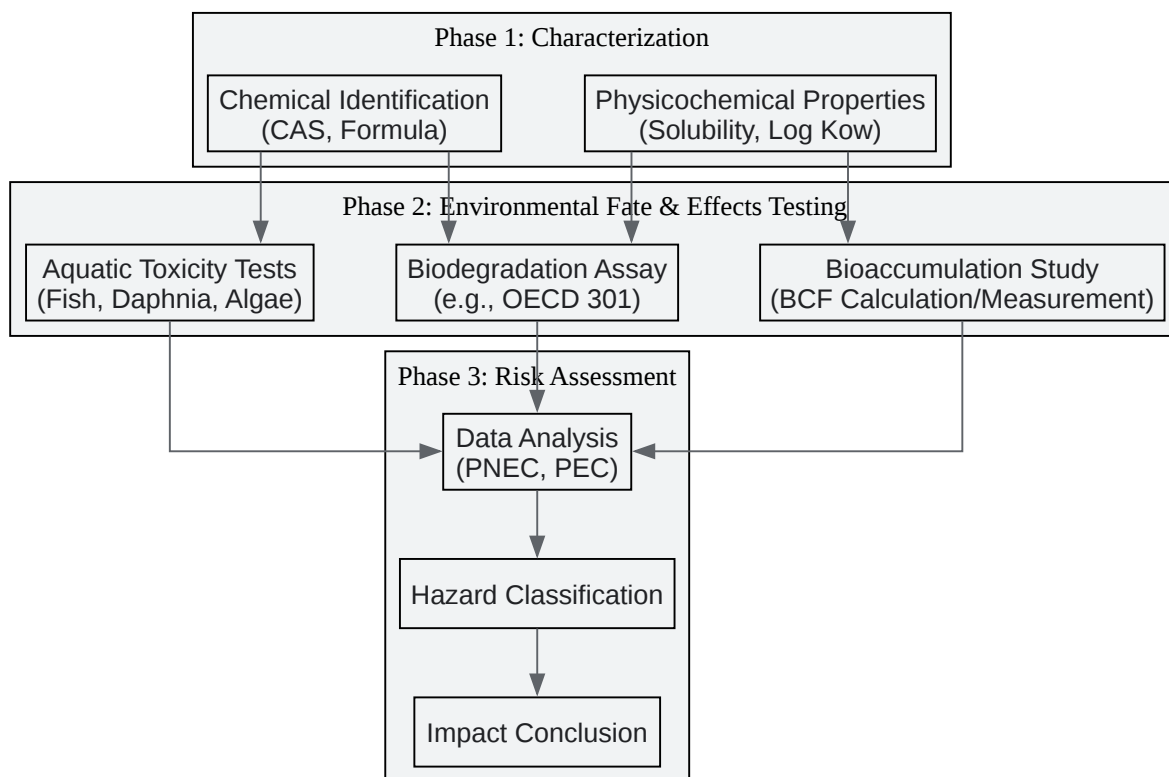 Phase 1: Characterization
Chemical Identification
(CAS, Formula)
Physicochemical Properties
(Solubility, Log Kow)
Phase 2: Environmental Fate & Effects Testing
Aquatic Toxicity Tests
(Fish, Daphnia, Algae)
Biodegradation Assay
(e.g., OECD 301)
Bioaccumulation Study
(BCF Calculation/Measurement)
Phase 3: Risk Assessment
Data Analysis
(PNEC, PEC)
Hazard Classification
Impact Conclusion